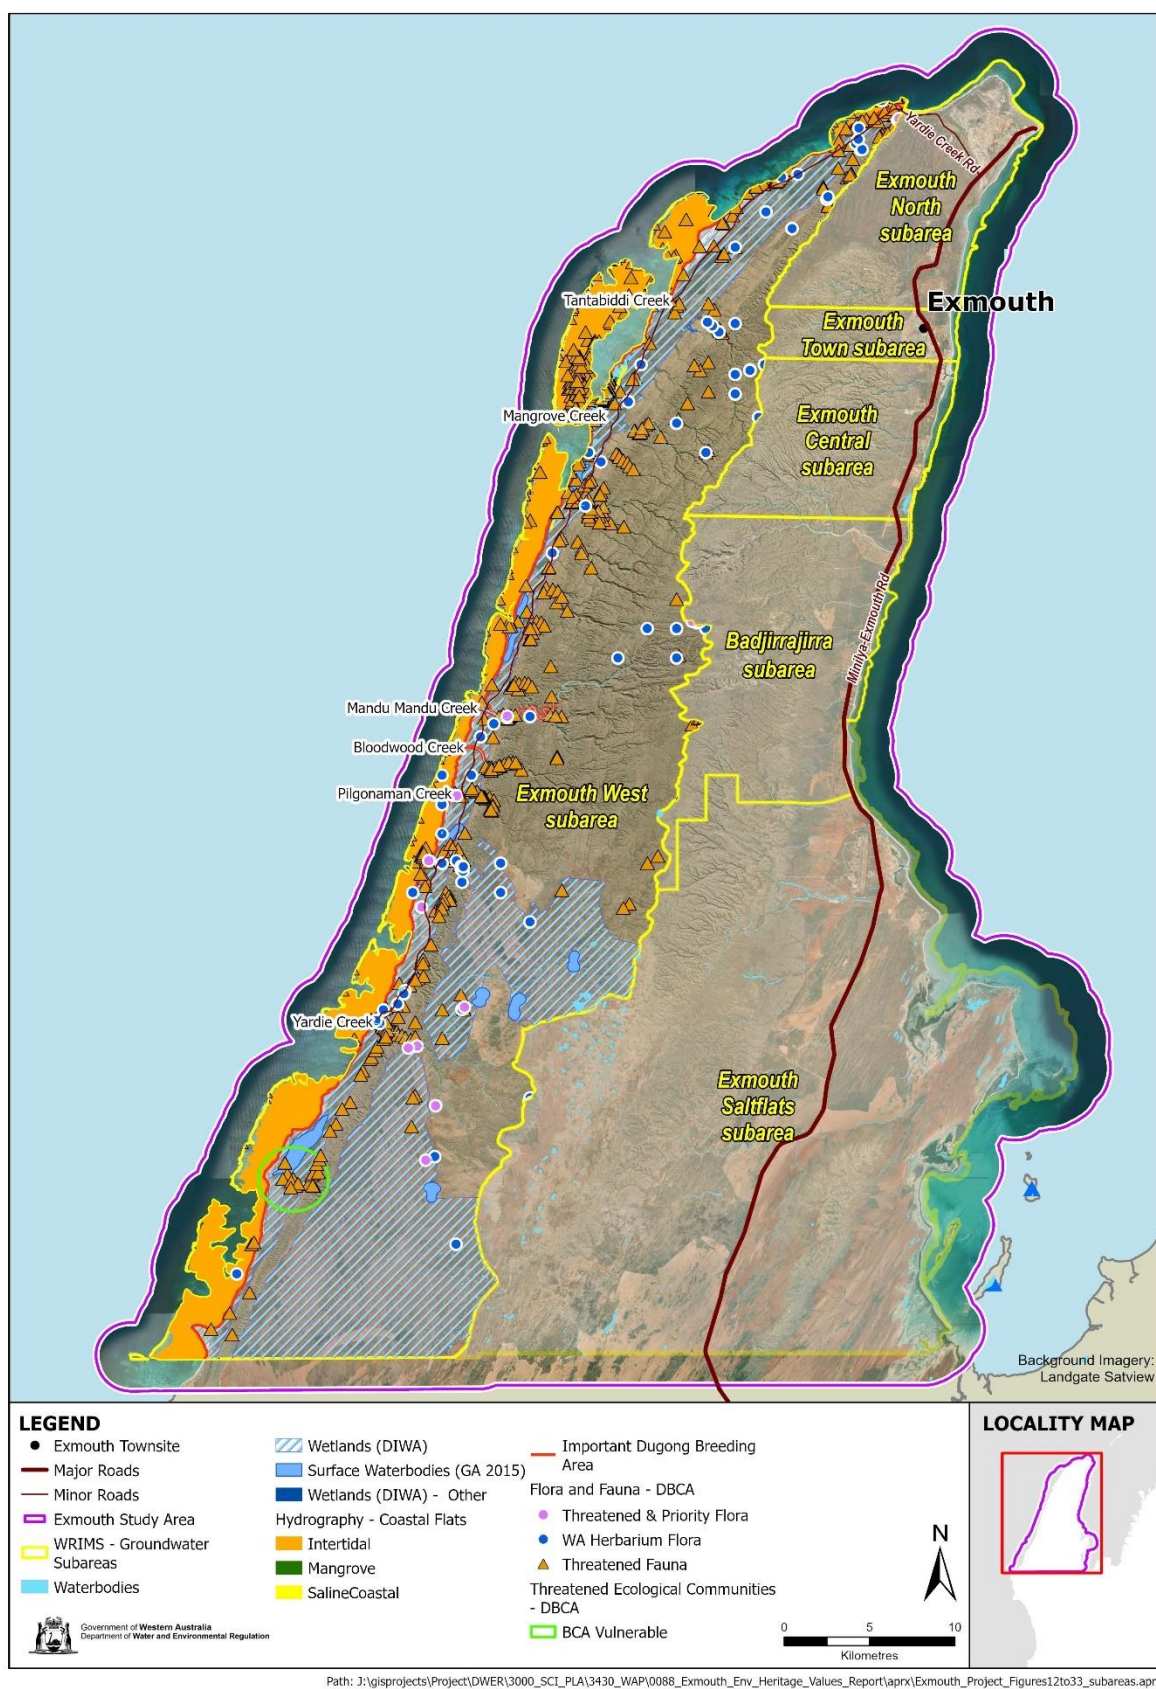 Yardie Creek Rd
Exmouth
North
subarea
Exmouth
Tantabiddi Creek
Exmouth
Town subarea
Mangrove Creek
Exmouth
Central
subarea
Minilya-Exmouth Rd
Badjirrajirra
subarea
Mandu Mandu Creek
Bloodwood Creek
Pilgonaman Creek
Exmouth West
subarea
Yardie Creek
Exmouth
Saltflats
subarea
Background Imagery:
Landgate Satview
LEGEND
Exmouth Townsite
Major Roads
Minor Roads
Exmouth Study Area
WRIMS - Groundwater
Subareas
Waterbodies
Wetlands (DIWA)
Surface Waterbodies (GA 2015)
Wetlands (DIWA) - Other
Hydrography - Coastal Flats
Intertidal
Mangrove
SalineCoastal
Important Dugong Breeding
Area
Flora and Fauna - DBCA
Threatened & Priority Flora
WA Herbarium Flora
Threatened Fauna
Threatened Ecological Communities
- DBCA
BCA Vulnerable
LOCALITY MAP
N
0 5 10
Kilometres
Government of Western Australia
Department of Water and Environmental Regulation
Path: J:\gisprojects\Project\DWER\3000_SCI_PLA\3430_WAP\0088_Exmouth_Env_Heritage_Values_Report\aprx\Exmouth_Project_Figures12to33_subareas.apr